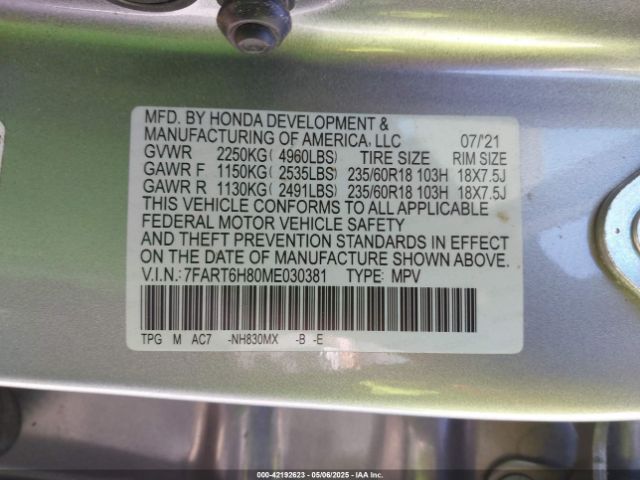 MFD. BY HONDA DEVELOPMENT &
MANUFACTURING OF AMERICA, LLC 07/21
GVWR 2250KG( 4960LBS) TIRE SIZE RIM SIZE
GAWR F 1150KG( 2535LBS) 235/60R18 103H 18X7.5J
GAWR R 1130KG( 2491LBS) 235/60R18 103H 18X7.5J
THIS VEHICLE CONFORMS TO ALL APPLICABLE
FEDERAL MOTOR VEHICLE SAFETY
AND THEFT PREVENTION STANDARDS IN EFFECT
ON THE DATE OF MANUFACTURE SHOWN ABOVE.
V.I.N.: 7FART6H80ME030381 TYPE: MPV
TPG M AC7 -NH830MX -B -E
000-42192623 - 05/06/2025 - IAA Inc.